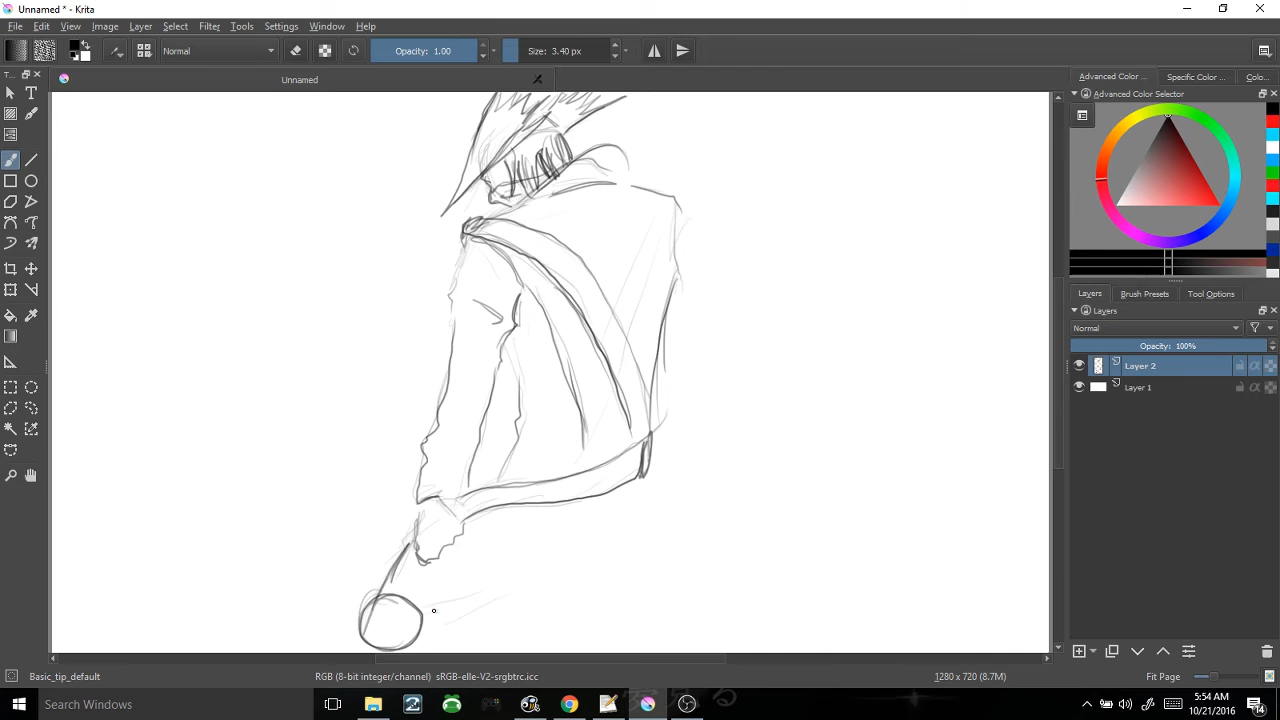 Unnamed * - Krita
File Edit View Image Layer Select Filter Tools Settings Window Help
Normal Opacity: 1.00 Size: 3.40 px
T...
Unnamed
Advanced Color ... Specific Color ... Colo...
Advanced Color Selector
Layers Brush Presets Tool Options
Layers
Normal
Opacity: 100%
Layer 2
Layer 1
Basic_tip_default RGB (8-bit integer/channel) sRGB-elle-V2-srgbtrc.icc 1280 x 720 (8.7M) Fit Page
Search Windows
5:54 AM
10/21/2016